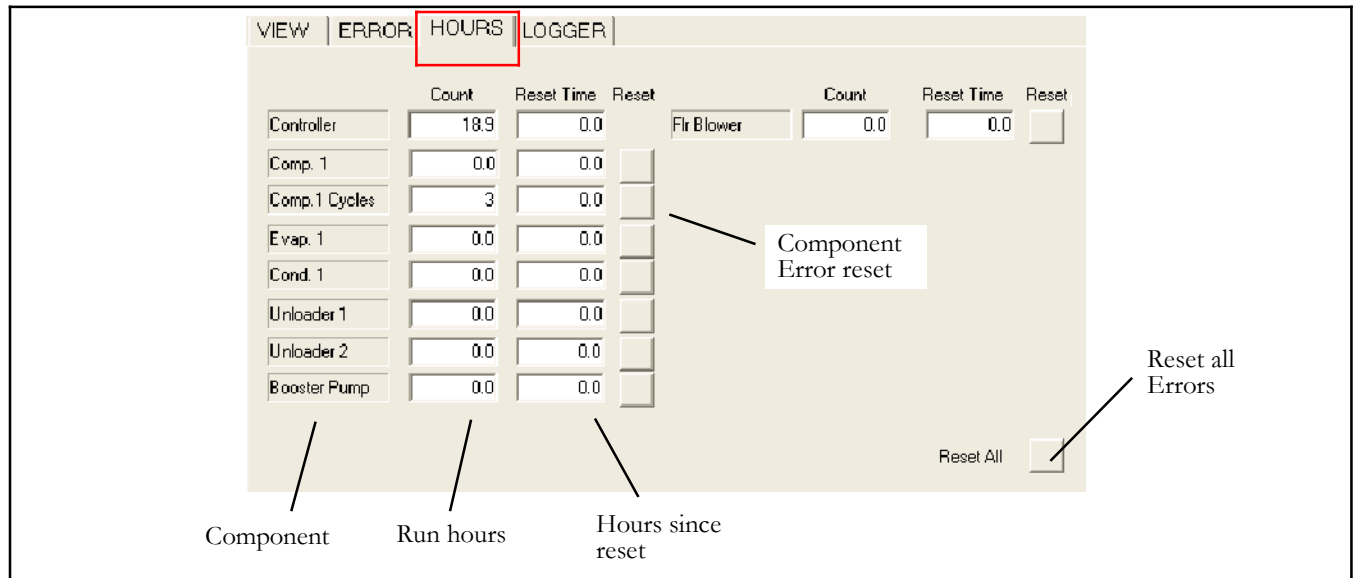 VIEW ERROR HOURS LOGGER
Count Reset Time Reset Count Reset Time Reset
Controller 18.9 0.0 Flr Blower 0.0 0.0
Comp. 1 0.0 0.0
Comp.1 Cycles 3 0.0
Evap. 1 0.0 0.0
Component
Error reset
Cond. 1 0.0 0.0
Unloader 1 0.0 0.0
Unloader 2 0.0 0.0
Booster Pump 0.0 0.0
Reset all
Errors
Reset All
Component
Run hours
Hours since
reset